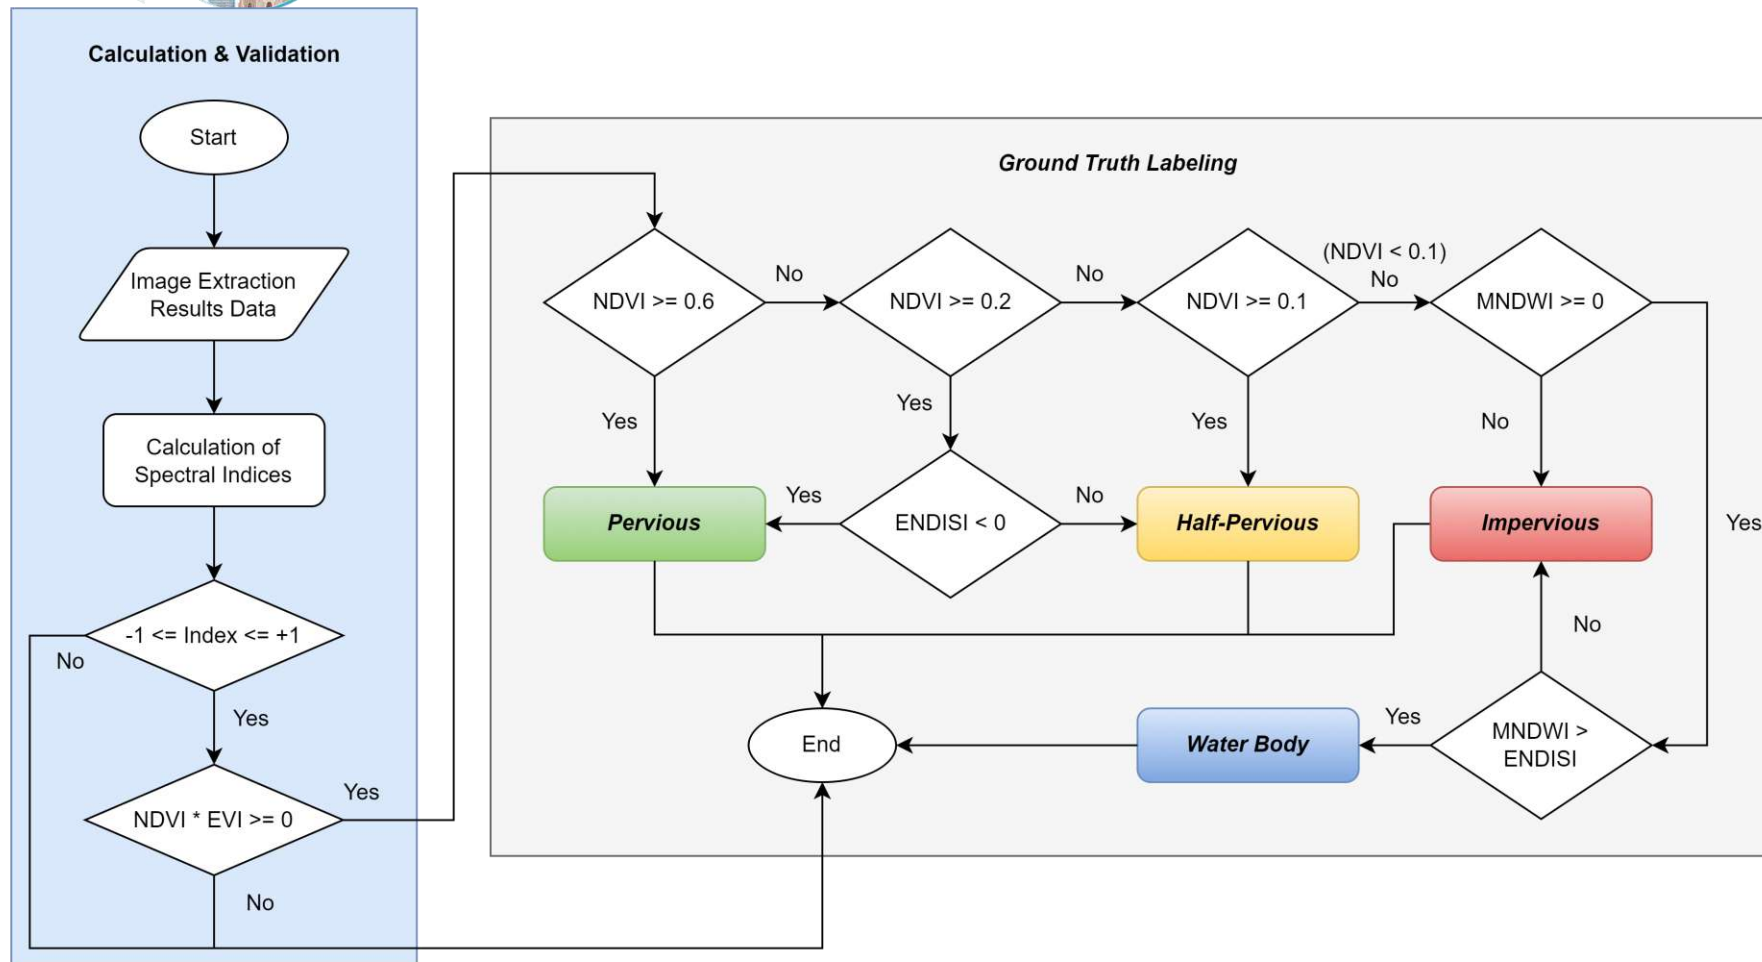 Calculation & Validation
Start
Image Extraction
Results Data
Calculation of
Spectral Indices
-1 <= Index <= +1
No
Yes
NDVI * EVI >= 0
Yes
No
Ground Truth Labeling
NDVI >= 0.6
No
NDVI >= 0.2
No
NDVI >= 0.1
(NDVI < 0.1)
No
MNDWI >= 0
Yes
Yes
Yes
No
Yes
Pervious
Yes
ENDISI < 0
No
Half-Pervious
Impervious
No
End
Water Body
Yes
MNDWI >
ENDISI